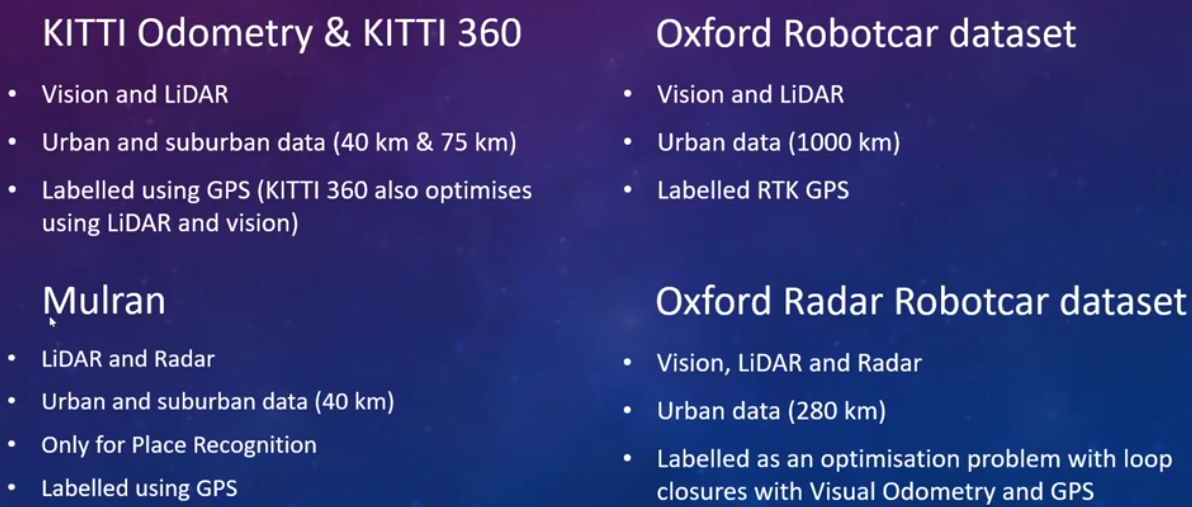 KITTI Odometry & KITTI 360
• Vision and LiDAR
• Urban and suburban data (40 km & 75 km)
• Labelled using GPS (KITTI 360 also optimises
using LiDAR and vision)
Oxford Robotcar dataset
• Vision and LiDAR
• Urban data (1000 km)
• Labelled RTK GPS
Mulran
• LiDAR and Radar
• Urban and suburban data (40 km)
• Only for Place Recognition
• Labelled using GPS
Oxford Radar Robotcar dataset
• Vision, LiDAR and Radar
• Urban data (280 km)
• Labelled as an optimisation problem with loop
closures with Visual Odometry and GPS